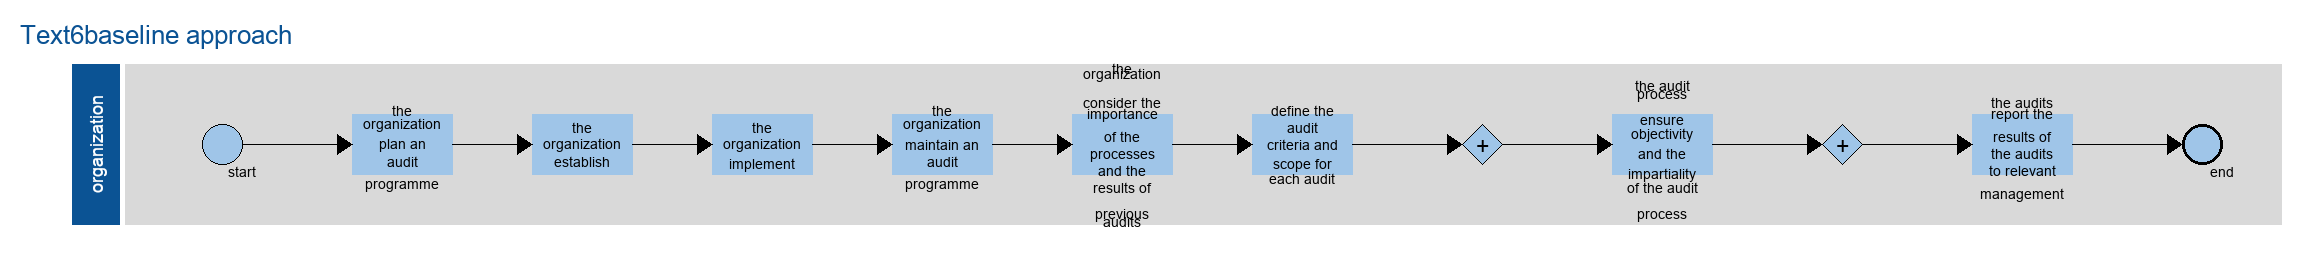 Text6baseline approach
organization
start
the
organization
plan an
audit
programme
the
organization
establish
the
organization
implement
the
organization
maintain an
audit
programme
the
organization
consider the
importance
of the
processes
and the
results of
previous
audits
define the
audit
criteria and
scope for
each audit
+
the audit
process
ensure
objectivity
and the
impartiality
of the audit
process
+
the audits
report the
results of
the audits
to relevant
management
end